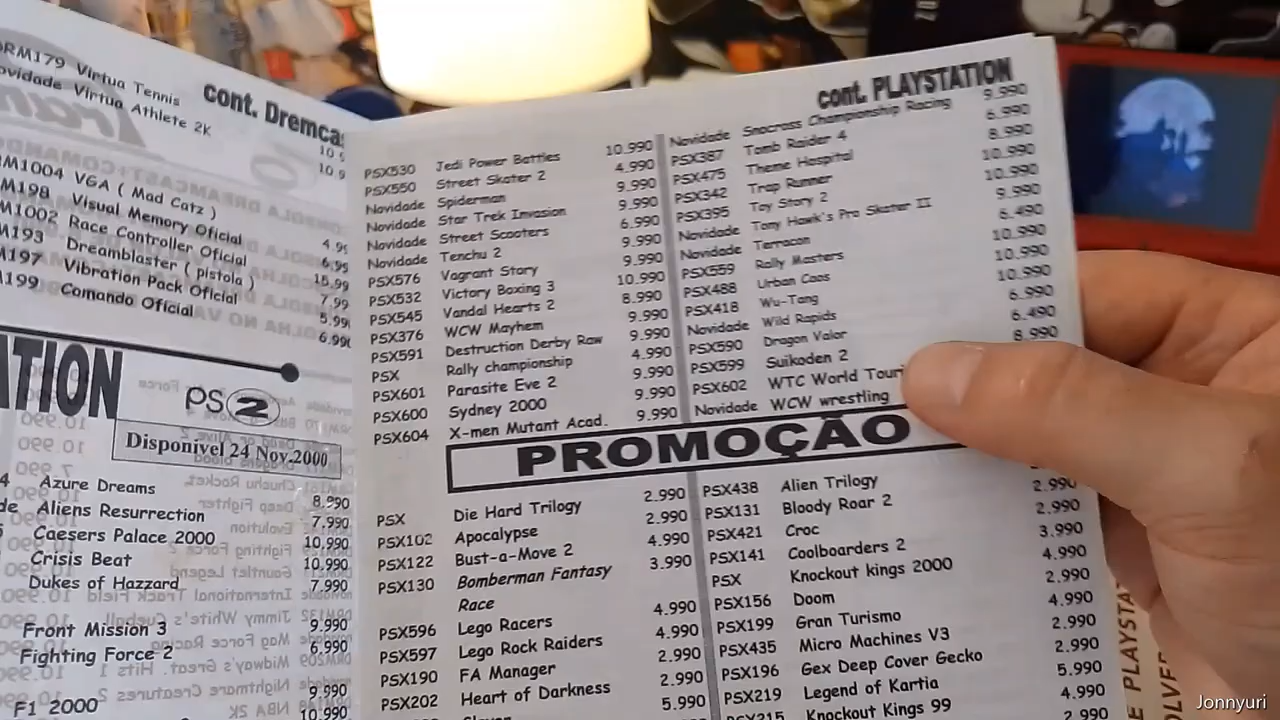 DRM179 Virtua Tennis
Novidade Virtua Athlete 2K
cont. Dremca
RM1004 VGA ( Mad Catz )
M198 Visual Memory Oficial
M1002 Race Controller Oficial
M193 Dreamblaster ( pistola )
M197 Vibration Pack Oficial
199 Comando Oficial
ATION
PS2
Disponível 24 Nov.2000
4 Azure Dreams 8.990
de Aliens Resurrection 7.990
Caesers Palace 2000 10.990
Crisis Beat 10.990
Dukes of Hazzard 7.990
Front Mission 3 9.990
Fighting Force 2 6.990
F1 2000 9.990
10.990
cont. PLAYSTATION
PSX530 Jedi Power Battles 10.990
PSX550 Street Skater 2 4.990
Novidade Spiderman 9.990
Novidade Star Trek Invasion 9.990
Novidade Street Scooters 6.990
Novidade Tenchu 2 9.990
PSX576 Vagrant Story 9.990
PSX532 Victory Boxing 3 10.990
PSX545 Vandal Hearts 2 8.990
PSX376 WCW Mayhem 9.990
PSX591 Destruction Derby Raw 9.990
PSX Rally championship 4.990
PSX601 Parasite Eve 2 9.990
PSX600 Sydney 2000 9.990
PSX604 X-men Mutant Acad. 9.990
Novidade Snocross Championship Racing 9.990
PSX387 Tomb Raider 4 6.990
PSX475 Theme Hospital 8.990
PSX342 Trap Runner 10.990
PSX395 Toy Story 2 10.990
Novidade Tony Hawk's Pro Skater II 9.990
Novidade Terracon 6.490
PSX559 Rally Masters 10.990
PSX488 Urban Caos 10.990
PSX418 Wu-Tang 10.990
Novidade Wild Rapids 6.990
PSX590 Dragon Valor 6.490
PSX599 Suikoden 2 8.990
PSX602 WTC World Touri
Novidade WCW wrestling
PROMOÇÃO
PSX Die Hard Trilogy 2.990
PSX102 Apocalypse 2.990
PSX122 Bust-a-Move 2 4.990
PSX130 Bomberman Fantasy 3.990
Race
PSX596 Lego Racers 4.990
PSX597 Lego Rock Raiders 4.990
PSX190 FA Manager 2.990
PSX202 Heart of Darkness 2.990
5.990
PSX438 Alien Trilogy 2.990
PSX131 Bloody Roar 2 2.990
PSX421 Croc 3.990
PSX141 Coolboarders 2 4.990
PSX Knockout kings 2000 2.990
PSX156 Doom 4.990
PSX199 Gran Turismo 2.990
PSX435 Micro Machines V3 2.990
PSX196 Gex Deep Cover Gecko 5.990
PSX219 Legend of Kartia 4.990
PSX215 Knockout Kings 99 2.990
E PLAYSTA
OLVER
Jonnyuri